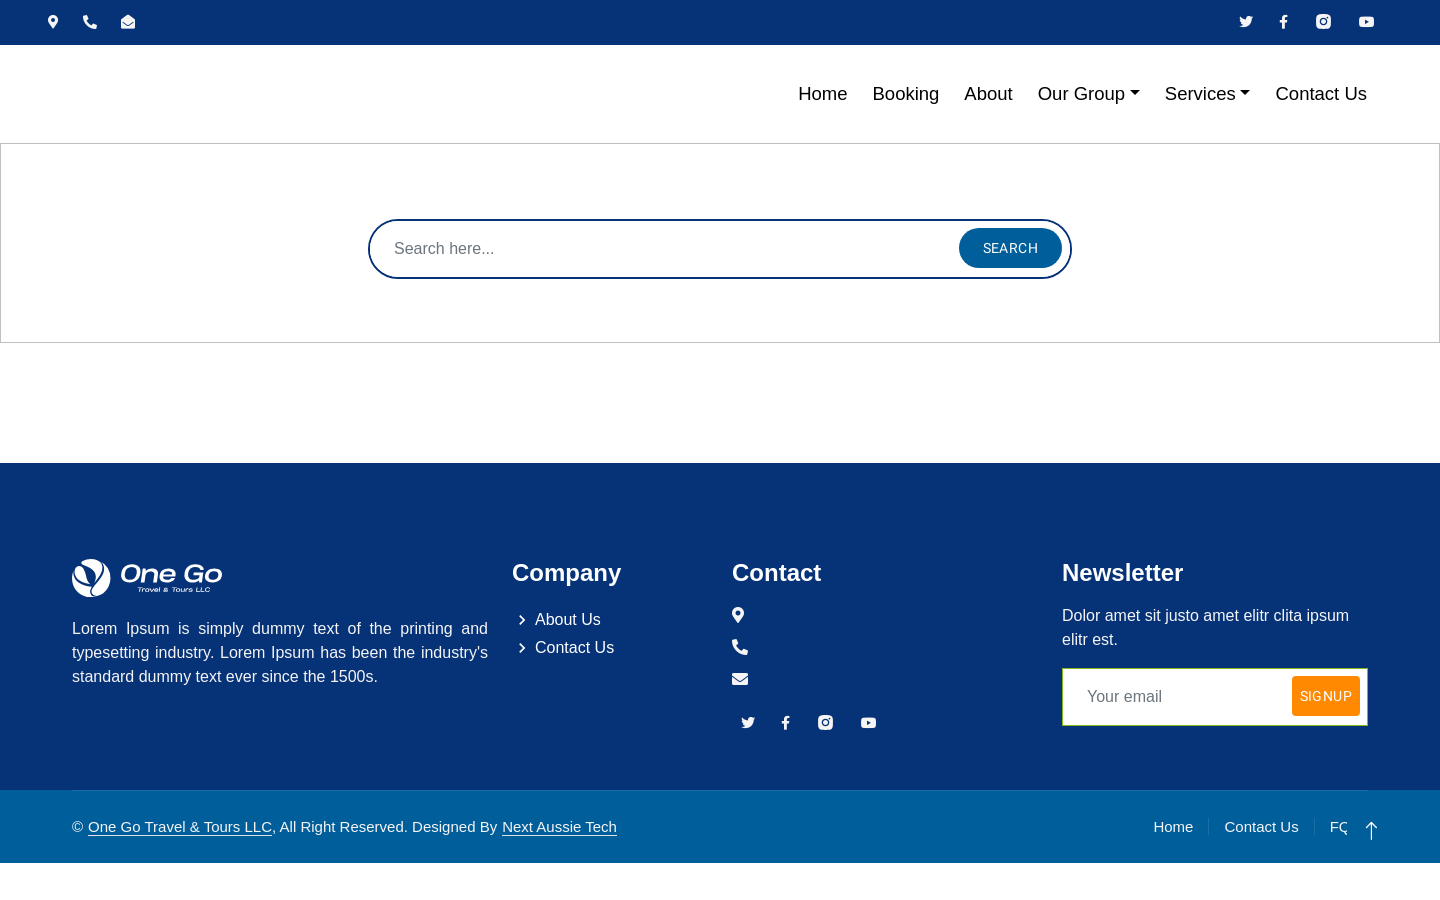 Home Booking About Our Group Services Contact Us
Search here... SEARCH
One Go
Travel & Tours LLC
Lorem Ipsum is simply dummy text of the printing and
typesetting industry. Lorem Ipsum has been the industry's
standard dummy text ever since the 1500s.
Company
About Us
Contact Us
Contact
Newsletter
Dolor amet sit justo amet elitr clita ipsum
elitr est.
Your email SIGNUP
© One Go Travel & Tours LLC, All Right Reserved. Designed By Next Aussie Tech
Home Contact Us